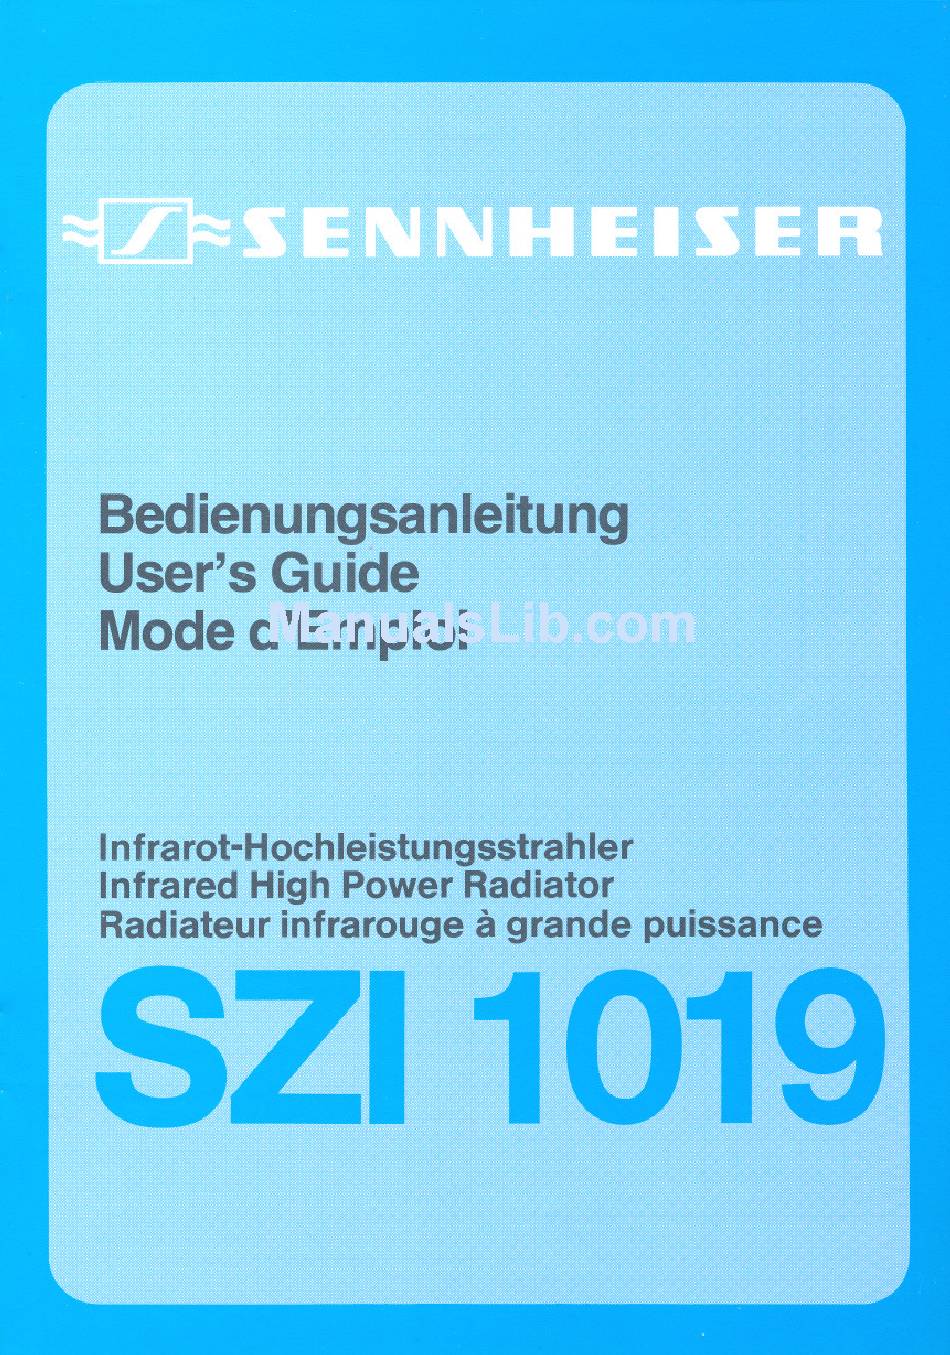 SENNHEISER
Bedienungsanleitung
User's Guide
Mode d'Emploi
ManualsLib.com
Infrarot-Hochleistungsstrahler
Infrared High Power Radiator
Radiateur infrarouge à grande puissance
SZI 1019